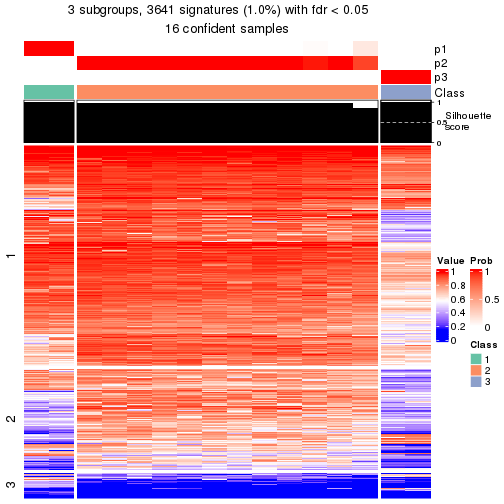 3 subgroups, 3641 signatures (1.0%) with fdr < 0.05
16 confident samples
p1
p2
p3
Class
1
0.5
0
Silhouette
score
1
2
3
Value
1
0.8
0.6
0.4
0.2
0
Prob
1
0.5
0
Class
1
2
3